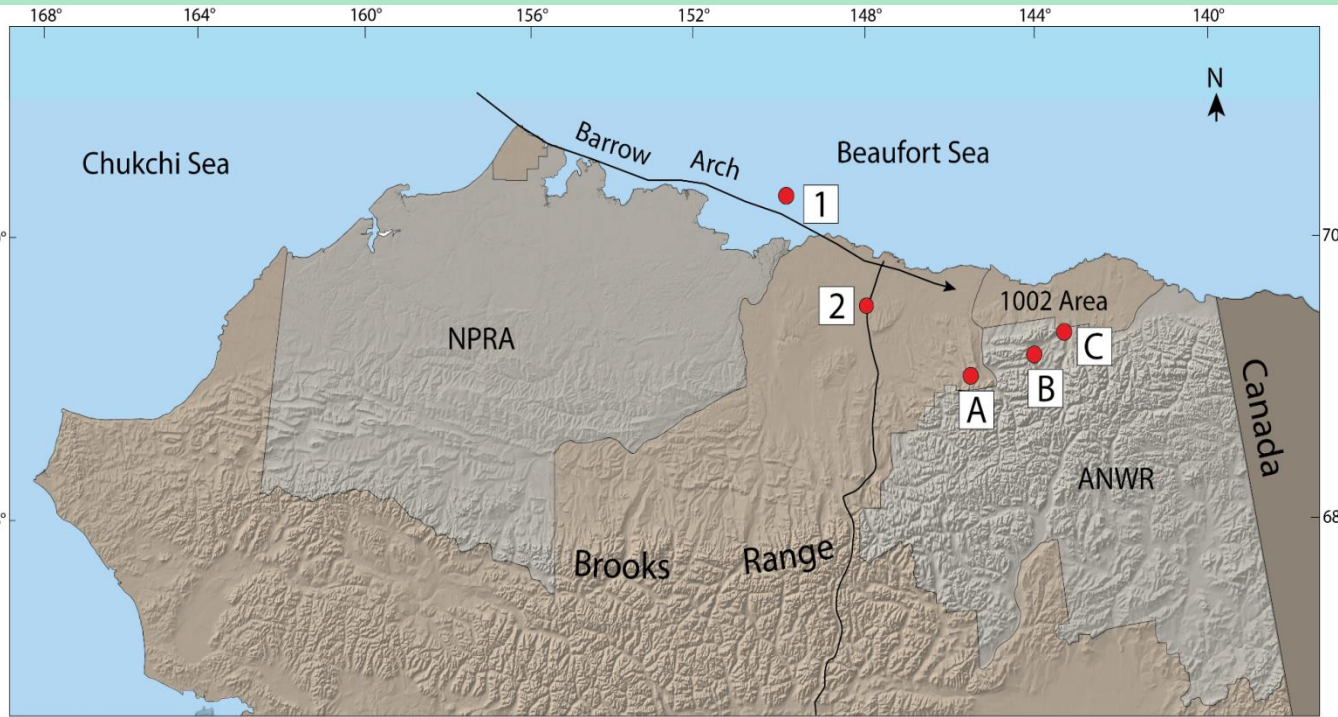 168°
164°
160°
156°
152°
148°
144°
140°
N
Chukchi Sea
Barrow Arch
Beaufort Sea
1
0°
70
2
1002 Area
NPRA
C
B
A
Canada
ANWR
°
68
Brooks Range